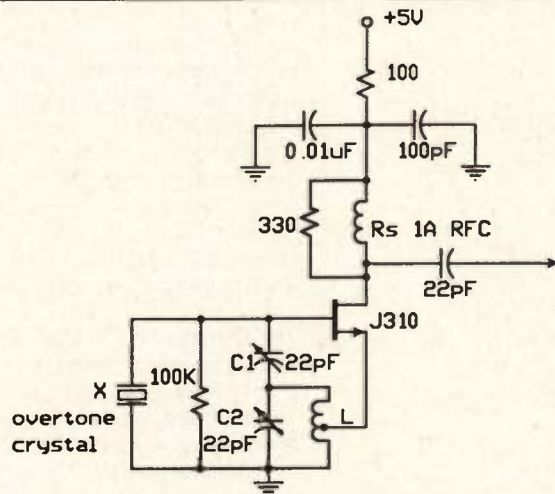 +5V
100
0.01uF
100pF
330
Rs 1A RFC
22pF
J310
C1
22pF
X
100K
C2
L
overtone
22pF
crystal